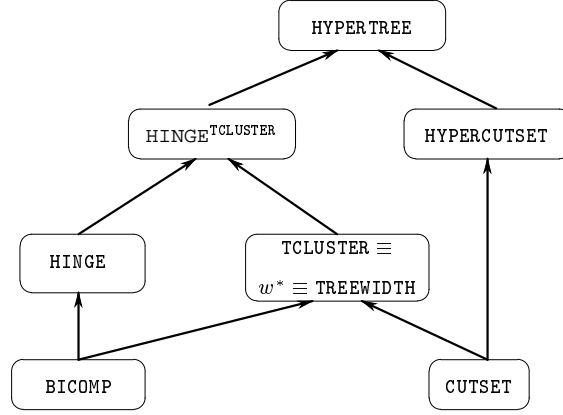 HYPERTREE
HINGE^TCLUSTER
HYPERCUTSET
HINGE
TCLUSTER ≡
w* ≡ TREEWIDTH
BICOMP
CUTSET